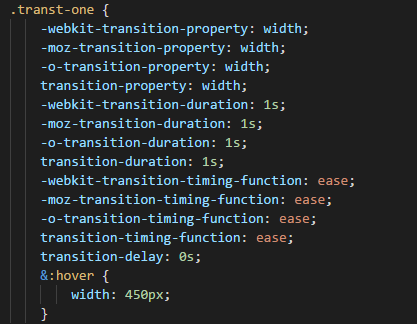 .transt-one {
-webkit-transition-property: width;
-moz-transition-property: width;
-o-transition-property: width;
transition-property: width;
-webkit-transition-duration: 1s;
-moz-transition-duration: 1s;
-o-transition-duration: 1s;
transition-duration: 1s;
-webkit-transition-timing-function: ease;
-moz-transition-timing-function: ease;
-o-transition-timing-function: ease;
transition-timing-function: ease;
transition-delay: 0s;
&:hover {
width: 450px;
}